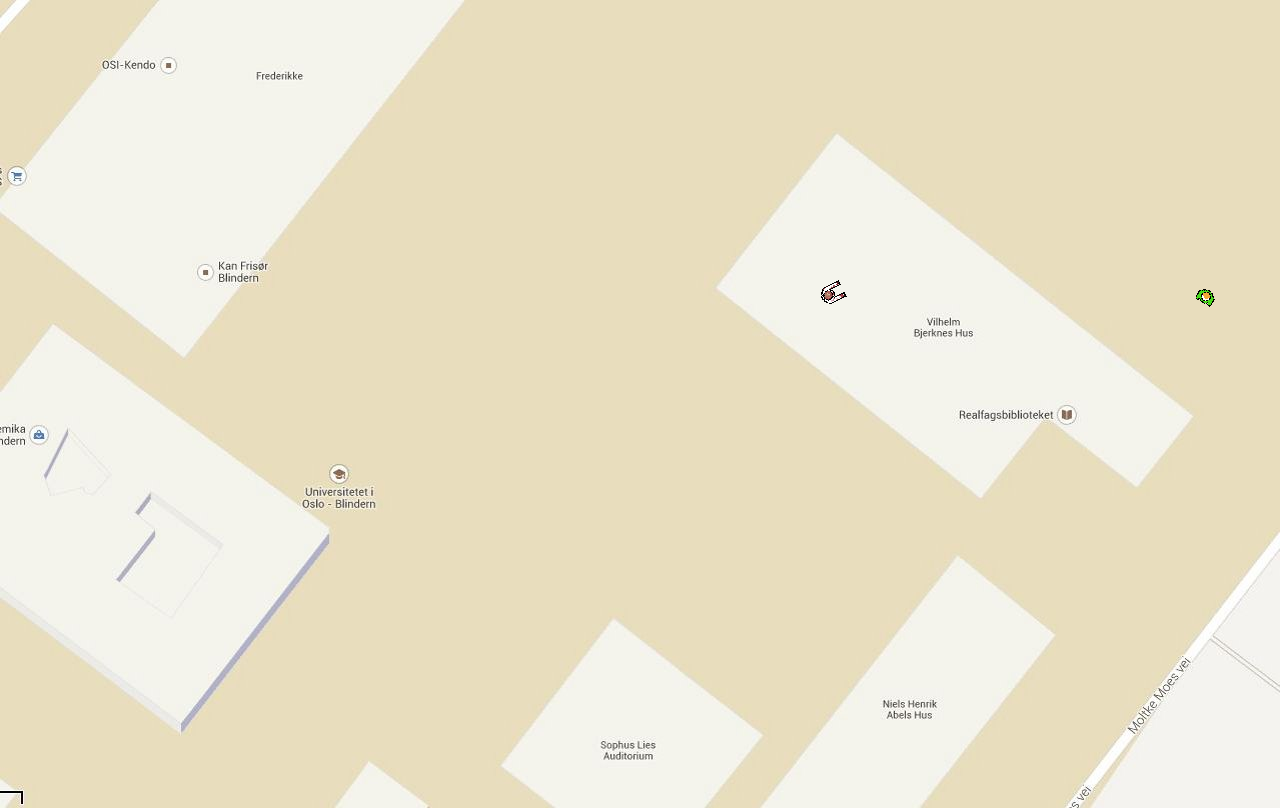 OSI-Kendo
Frederikke
Kan Frisør
Blindern
Vilhelm
Bjerknes Hus
Realfagsbiblioteket
Universitetet i
Oslo - Blindern
Niels Henrik
Abels Hus
Sophus Lies
Auditorium
Moltke Moes vei